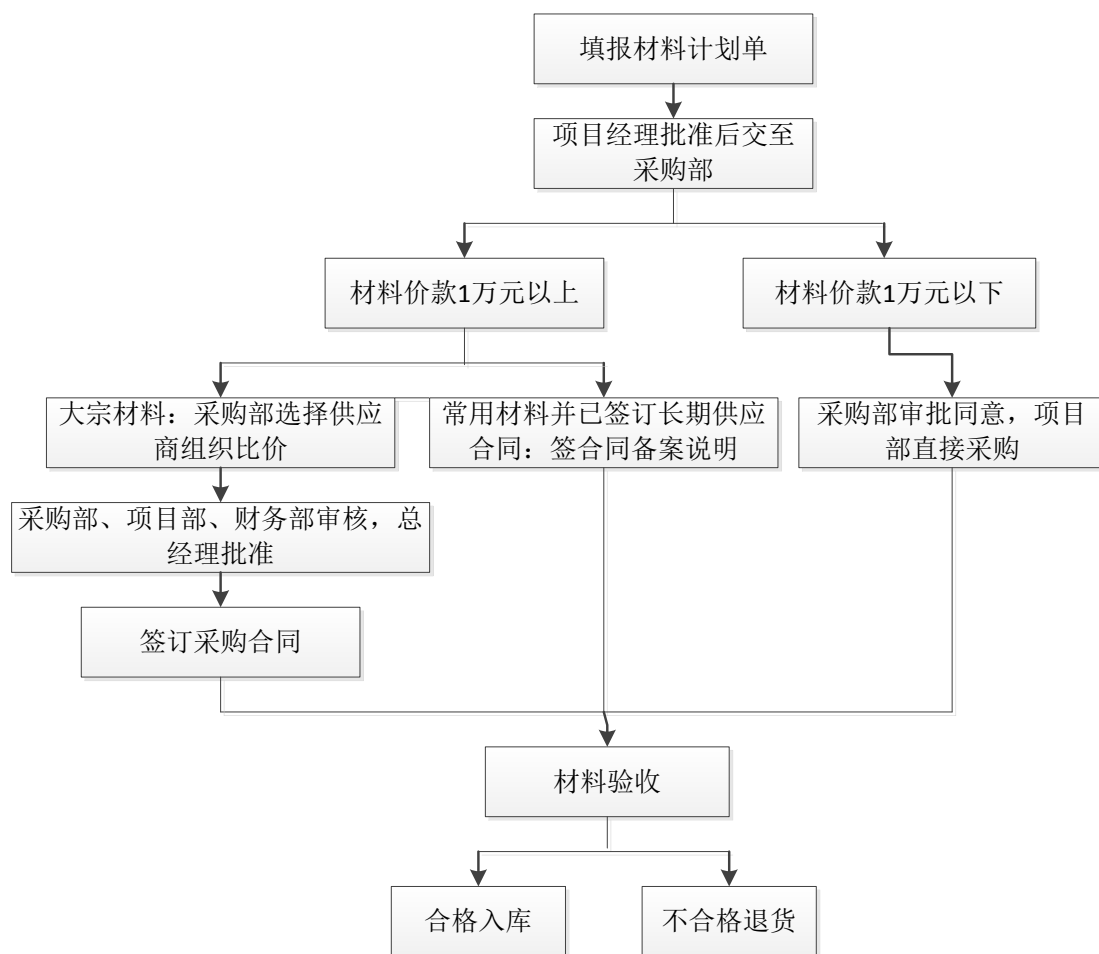 填报材料计划单
项目经理批准后交至
采购部
材料价款1万元以上
材料价款1万元以下
大宗材料：采购部选择供应
商组织比价
常用材料并已签订长期供应
合同：签合同备案说明
采购部审批同意，项目
部直接采购
采购部、项目部、财务部审核，总
经理批准
签订采购合同
材料验收
合格入库
不合格退货